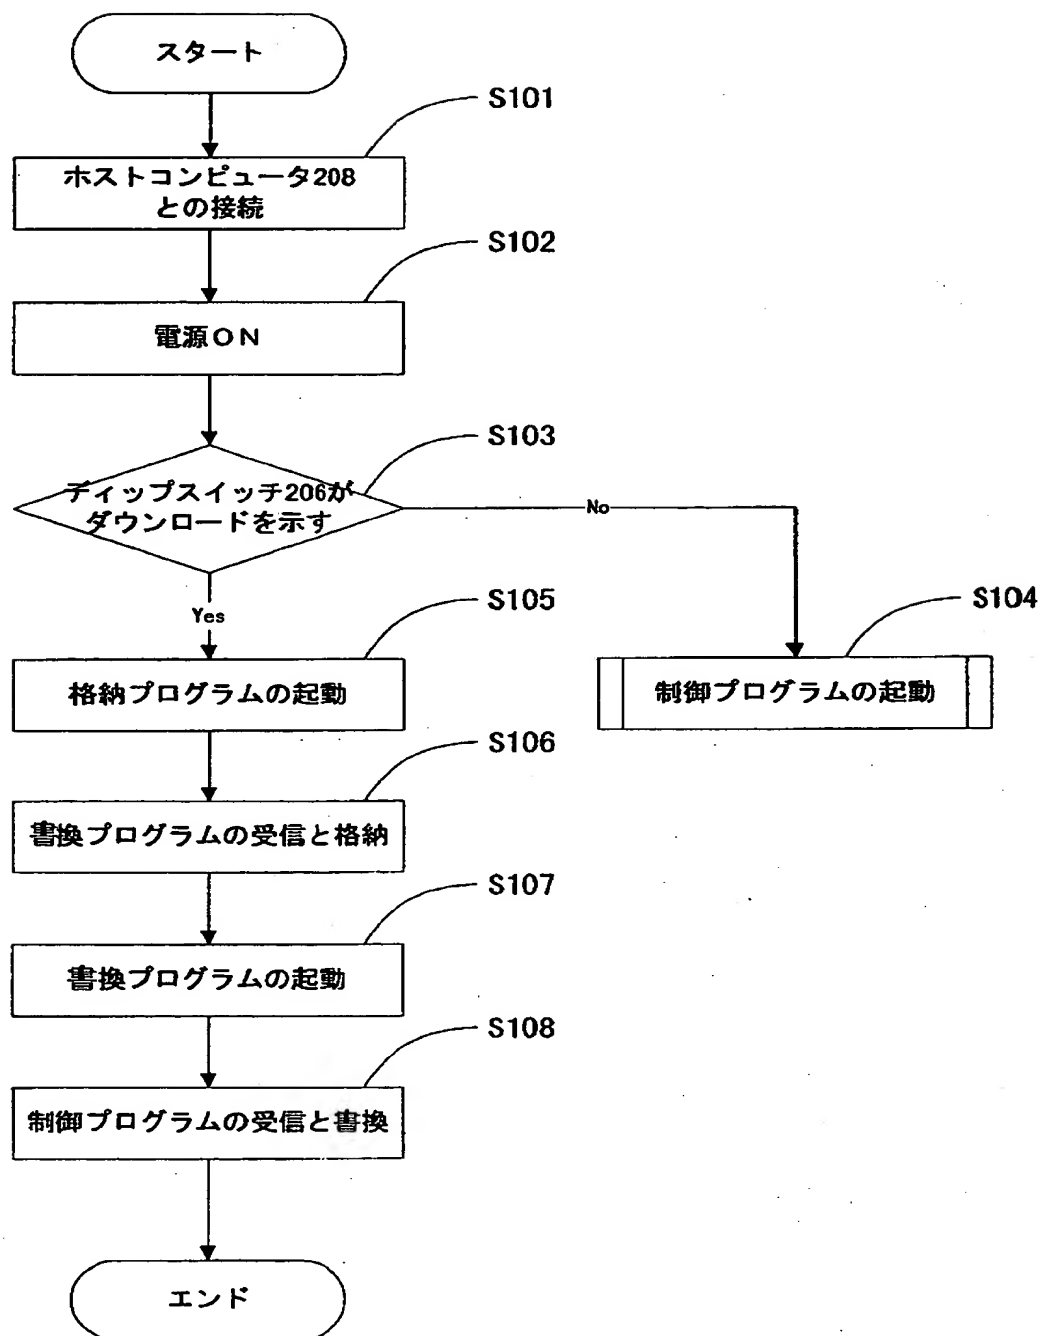 スタート
S101
ホストコンピュータ208
との接続
S102
電源ON
S103
ディップスイッチ206が
ダウンロードを示す
No
Yes
S105
S104
格納プログラムの起動
制御プログラムの起動
S106
書換プログラムの受信と格納
S107
書換プログラムの起動
S108
制御プログラムの受信と書換
エンド